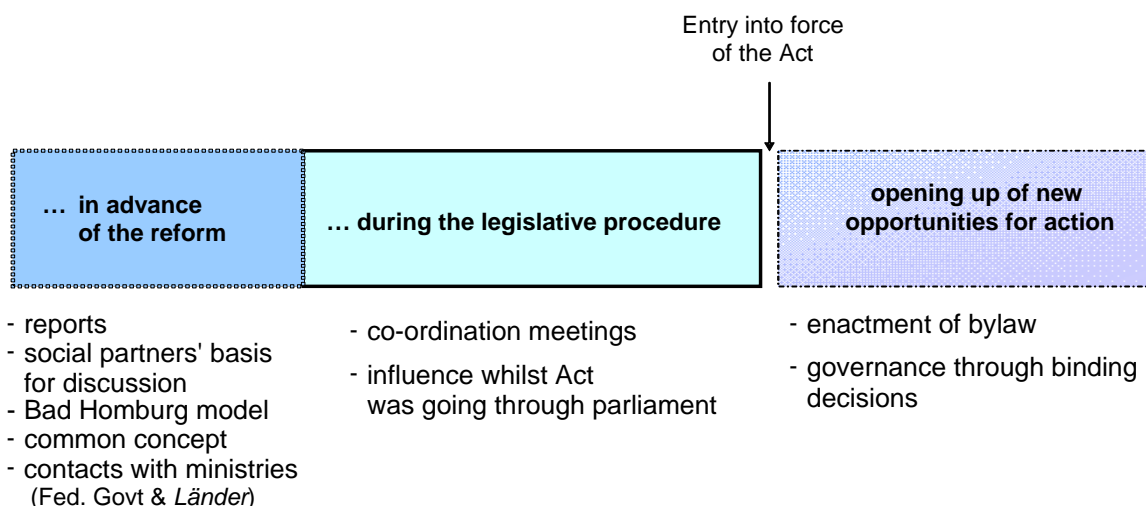 Entry into force
of the Act
… in advance
of the reform
… during the legislative procedure
opening up of new
opportunities for action
- reports
- social partners' basis
for discussion
- Bad Homburg model
- common concept
- contacts with ministries
(Fed. Govt & Länder)
- co-ordination meetings
- influence whilst Act
was going through parliament
- enactment of bylaw
- governance through binding
decisions